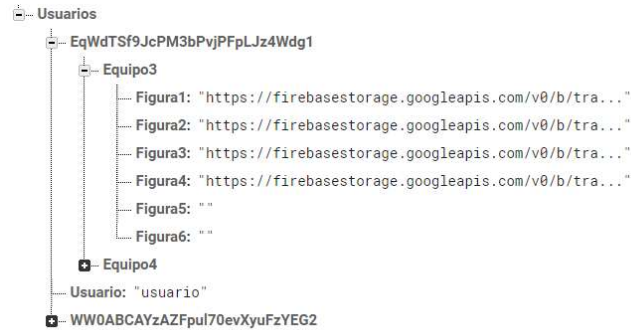 Usuarios
EqWdTSf9JcPM3bPvjPFpLJz4Wdg1
Equipo3
Figura1: "https://firebasestorage.googleapis.com/v0/b/tra..."
Figura2: "https://firebasestorage.googleapis.com/v0/b/tra..."
Figura3: "https://firebasestorage.googleapis.com/v0/b/tra..."
Figura4: "https://firebasestorage.googleapis.com/v0/b/tra..."
Figura5: ""
Figura6: ""
Equipo4
Usuario: "usuario"
WW0ABCAYzAZFpul70evXyuFzYEG2